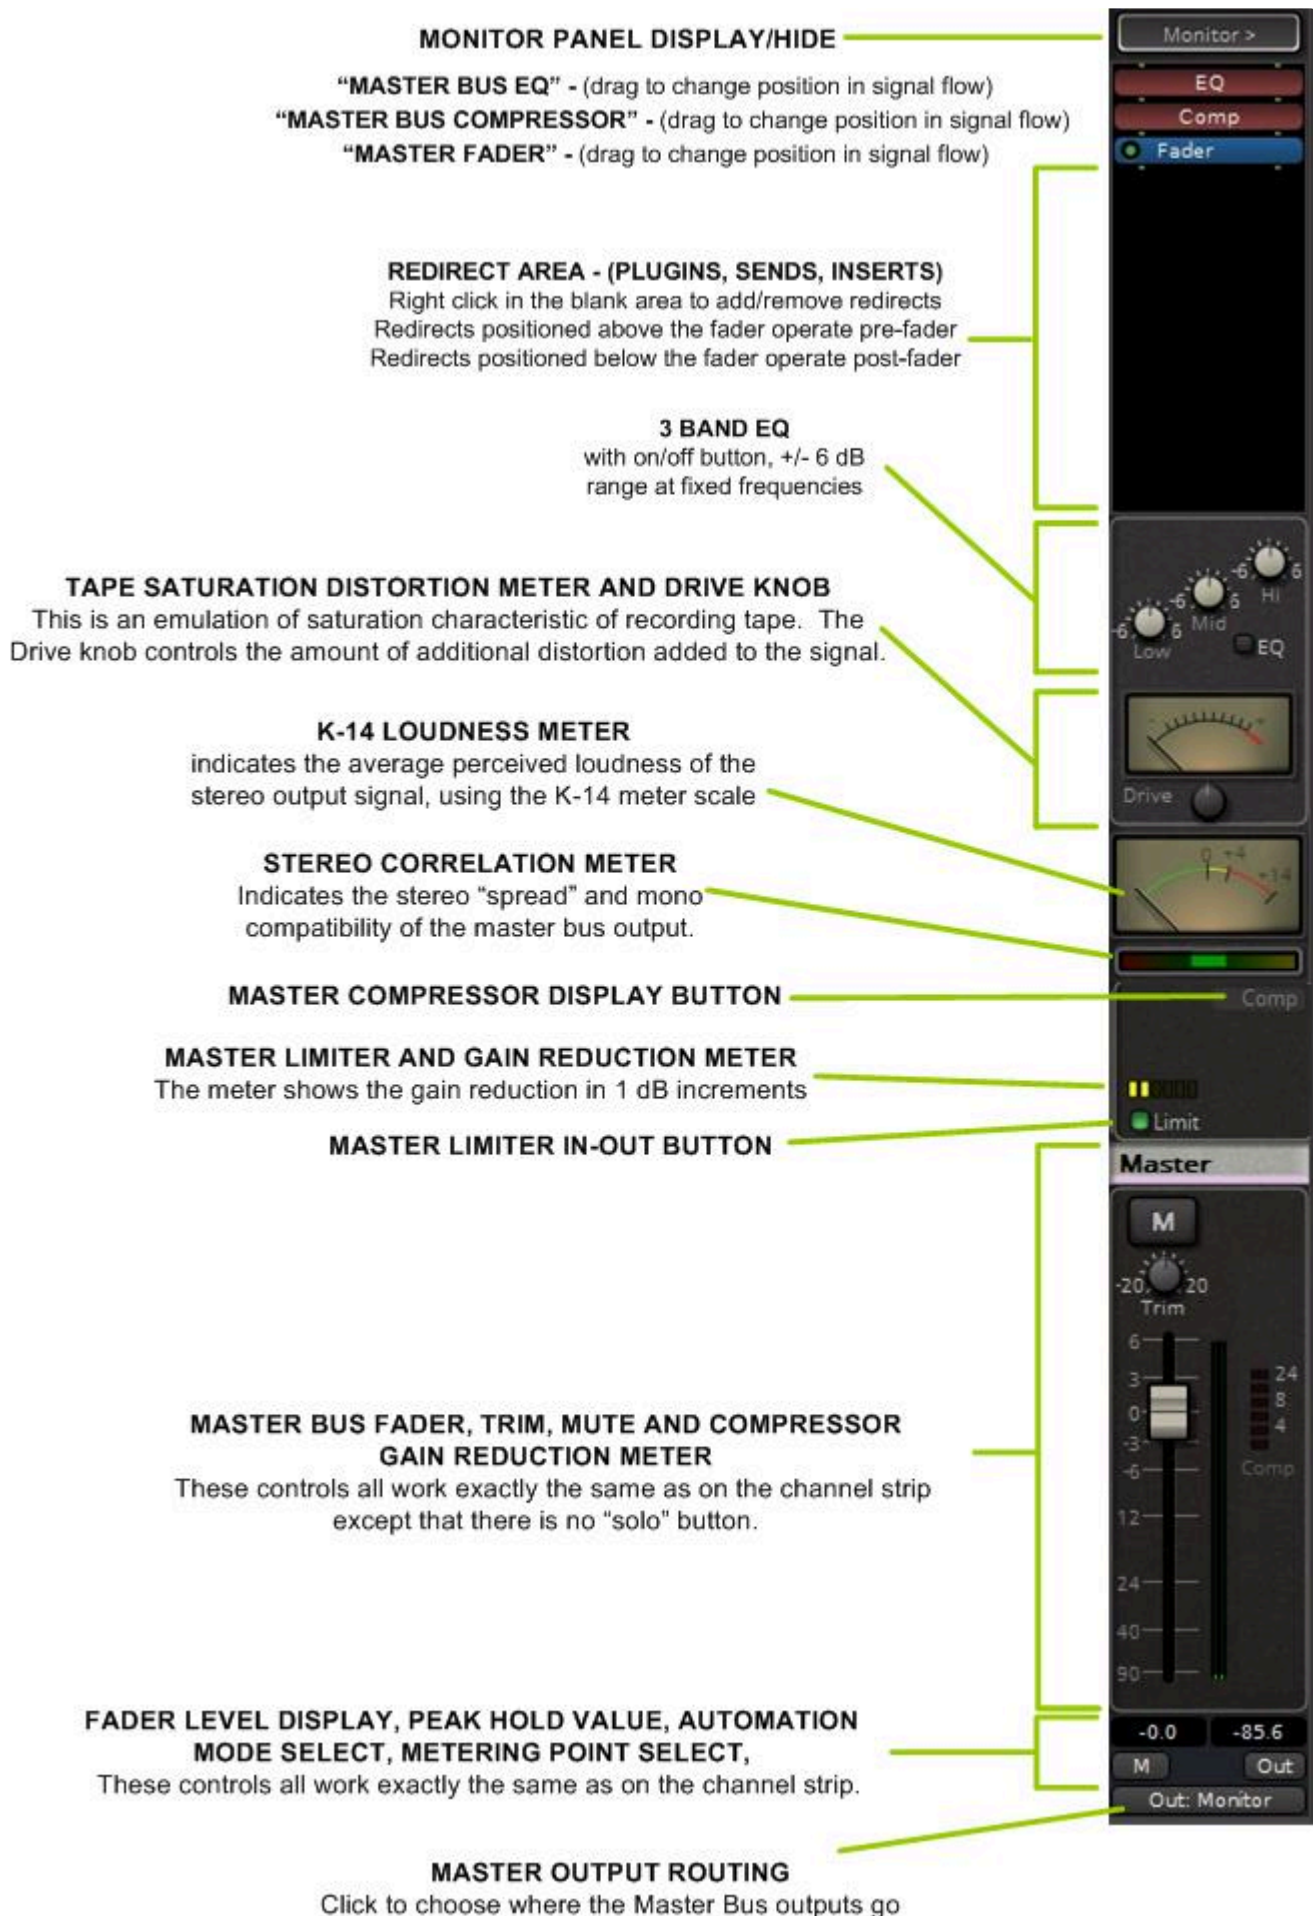 MONITOR PANEL DISPLAY/HIDE
Monitor >
“MASTER BUS EQ” - (drag to change position in signal flow)
EQ
“MASTER BUS COMPRESSOR” - (drag to change position in signal flow)
Comp
“MASTER FADER” - (drag to change position in signal flow)
Fader
REDIRECT AREA - (PLUGINS, SENDS, INSERTS)
Right click in the blank area to add/remove redirects
Redirects positioned above the fader operate pre-fader
Redirects positioned below the fader operate post-fader
3 BAND EQ
with on/off button, +/- 6 dB
range at fixed frequencies
-6 6
Hi
-6 6
Mid
-6 6
Low
EQ
TAPE SATURATION DISTORTION METER AND DRIVE KNOB
This is an emulation of saturation characteristic of recording tape. The
Drive knob controls the amount of additional distortion added to the signal.
- +
Drive
K-14 LOUDNESS METER
indicates the average perceived loudness of the
stereo output signal, using the K-14 meter scale
0 +4
+14
STEREO CORRELATION METER
Indicates the stereo “spread” and mono
compatibility of the master bus output.
MASTER COMPRESSOR DISPLAY BUTTON
Comp
MASTER LIMITER AND GAIN REDUCTION METER
The meter shows the gain reduction in 1 dB increments
MASTER LIMITER IN-OUT BUTTON
Limit
Master
M
-20 20
Trim
6
3
0
-3
-6
12
24
40
90
24
8
4
Comp
MASTER BUS FADER, TRIM, MUTE AND COMPRESSOR
GAIN REDUCTION METER
These controls all work exactly the same as on the channel strip
except that there is no “solo” button.
FADER LEVEL DISPLAY, PEAK HOLD VALUE, AUTOMATION
MODE SELECT, METERING POINT SELECT,
These controls all work exactly the same as on the channel strip.
-0.0 -85.6
M Out
Out: Monitor
MASTER OUTPUT ROUTING
Click to choose where the Master Bus outputs go